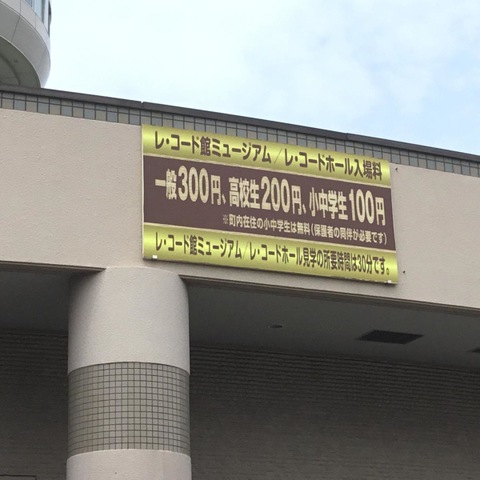 レ・コード館ミュージアム/レ・コードホール入場料
一般300円、高校生200円、小中学生100円
※町内在住の小中学生は無料(保護者の同伴が必要です)
レ・コード館ミュージアム/レ・コードホール見学の所要時間は30分です。